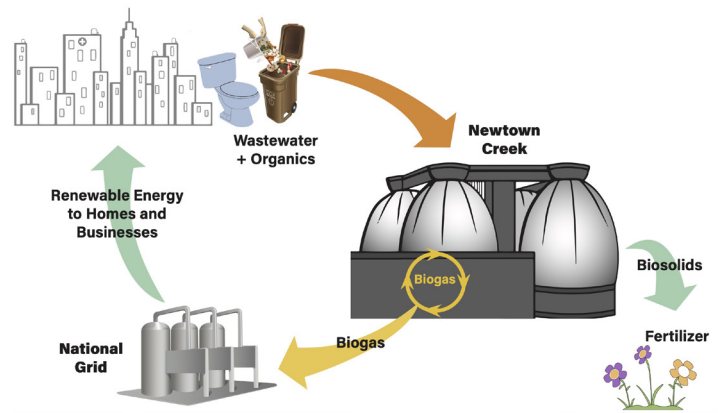 Wastewater
+ Organics
Newtown
Creek
Renewable Energy
to Homes and
Businesses
Biogas
Biosolids
Biogas
National
Grid
Fertilizer